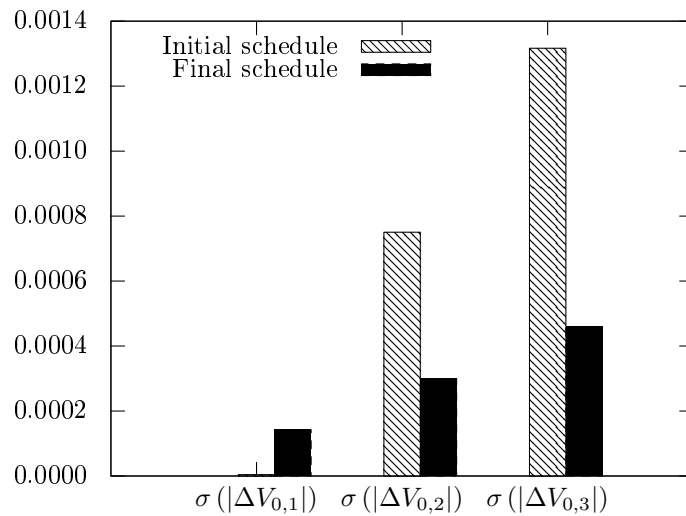 0.0014
Initial schedule
Final schedule
0.0012
0.0010
0.0008
0.0006
0.0004
0.0002
0.0000
σ (|ΔV₀,₁|) σ (|ΔV₀,₂|) σ (|ΔV₀,₃|)